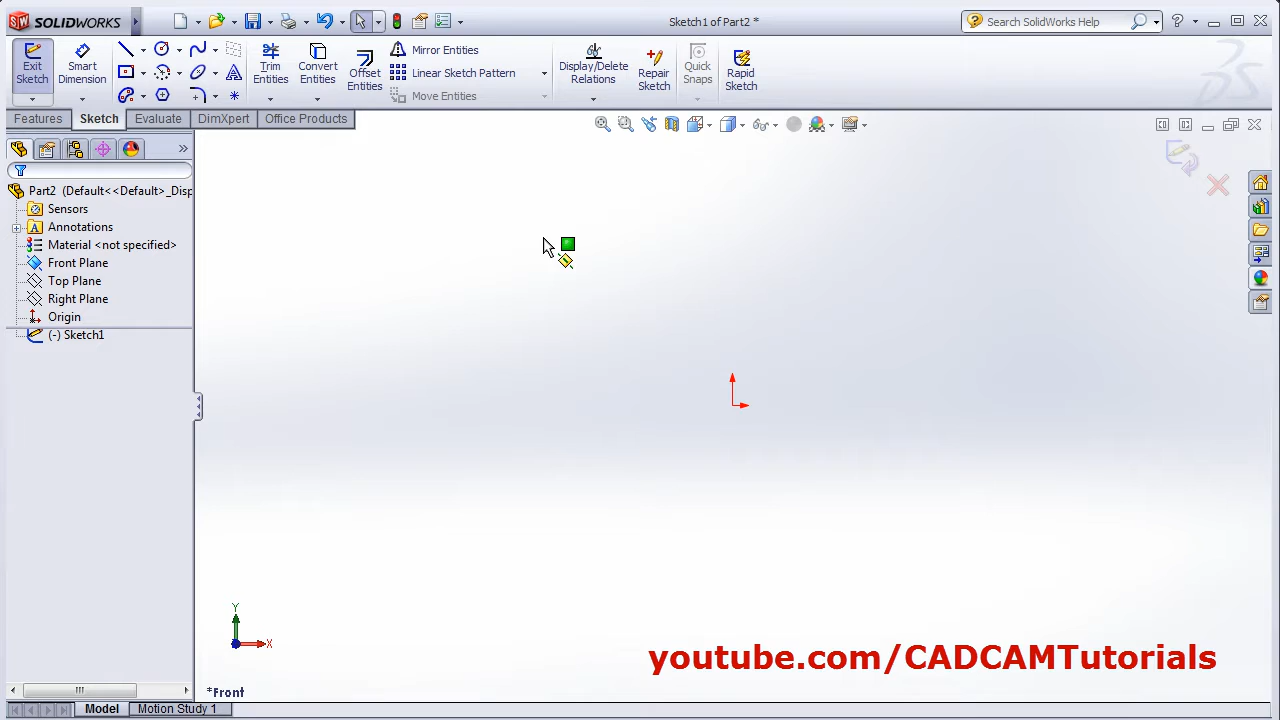 SOLIDWORKS
Sketch1 of Part2 *
Search SolidWorks Help
Exit
Sketch
Smart
Dimension
Trim
Entities
Convert
Entities
Offset
Entities
Mirror Entities
Linear Sketch Pattern
Move Entities
Display/Delete
Relations
Repair
Sketch
Quick
Snaps
Rapid
Sketch
Features
Sketch
Evaluate
DimXpert
Office Products
Part2 (Default<<Default>_Disp
Sensors
Annotations
Material <not specified>
Front Plane
Top Plane
Right Plane
Origin
(-) Sketch1
Y
X
youtube.com/CADCAMTutorials
*Front
Model
Motion Study 1